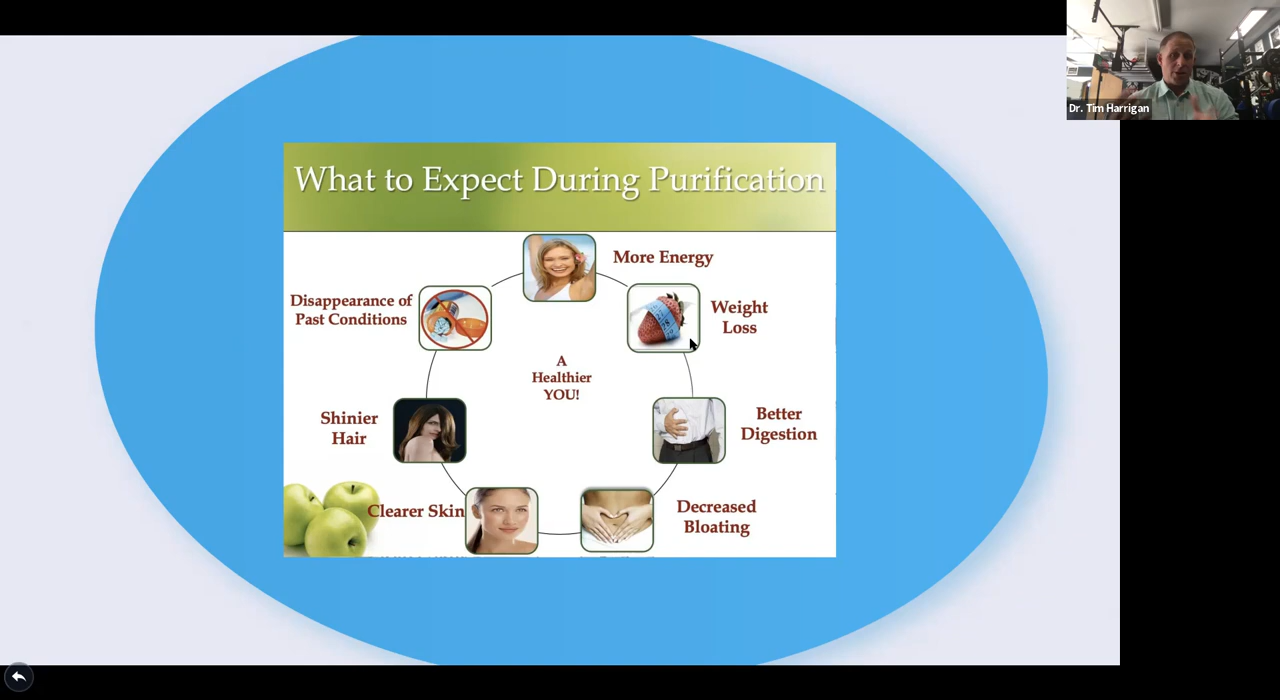 Dr. Tim Harrigan
What to Expect During Purification
More Energy
Weight
Loss
Better
Digestion
Decreased
Bloating
Clearer Skin
Shinier
Hair
Disappearance of
Past Conditions
A
Healthier
YOU!